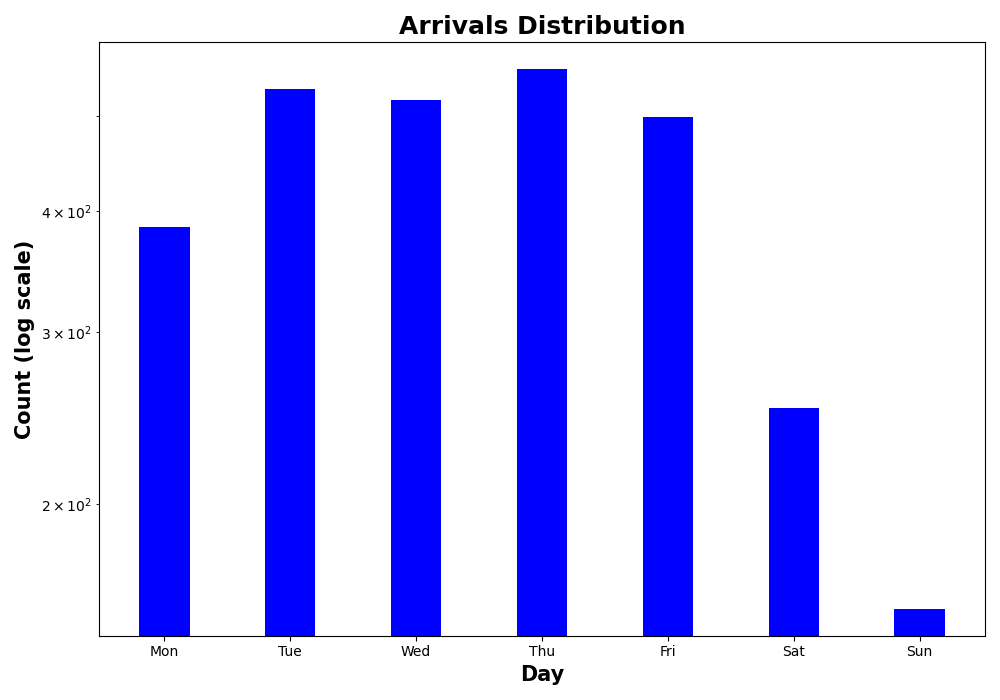 Arrivals Distribution
Count (log scale)
4 × 10²
3 × 10²
2 × 10²
Mon Tue Wed Thu Fri Sat Sun
Day